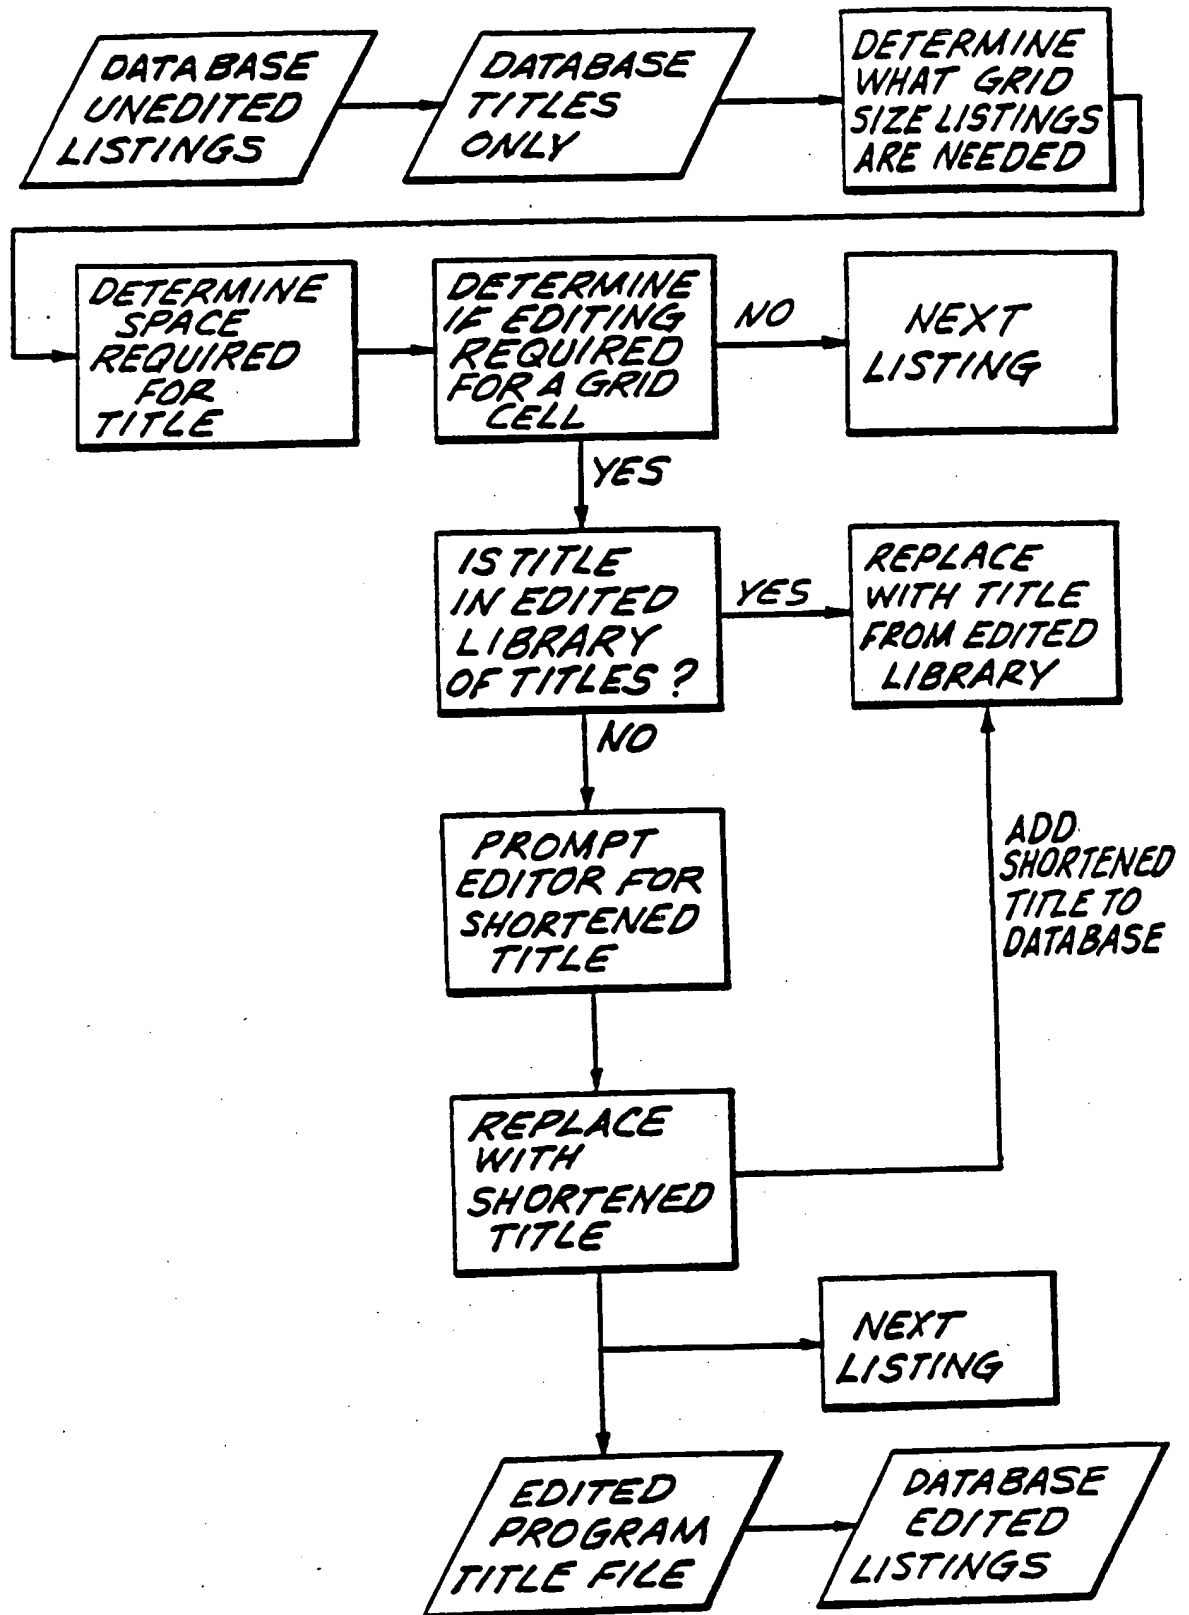 DATABASE
UNEDITED
LISTINGS
DATABASE
TITLES
ONLY
DETERMINE
WHAT GRID
SIZE LISTINGS
ARE NEEDED
DETERMINE
SPACE
REQUIRED
FOR
TITLE
DETERMINE
IF EDITING
REQUIRED
FOR A GRID
CELL
NO
NEXT
LISTING
YES
IS TITLE
IN EDITED
LIBRARY
OF TITLES ?
YES
REPLACE
WITH TITLE
FROM EDITED
LIBRARY
NO
PROMPT
EDITOR FOR
SHORTENED
TITLE
ADD
SHORTENED
TITLE TO
DATABASE
REPLACE
WITH
SHORTENED
TITLE
NEXT
LISTING
EDITED
PROGRAM
TITLE FILE
DATABASE
EDITED
LISTINGS